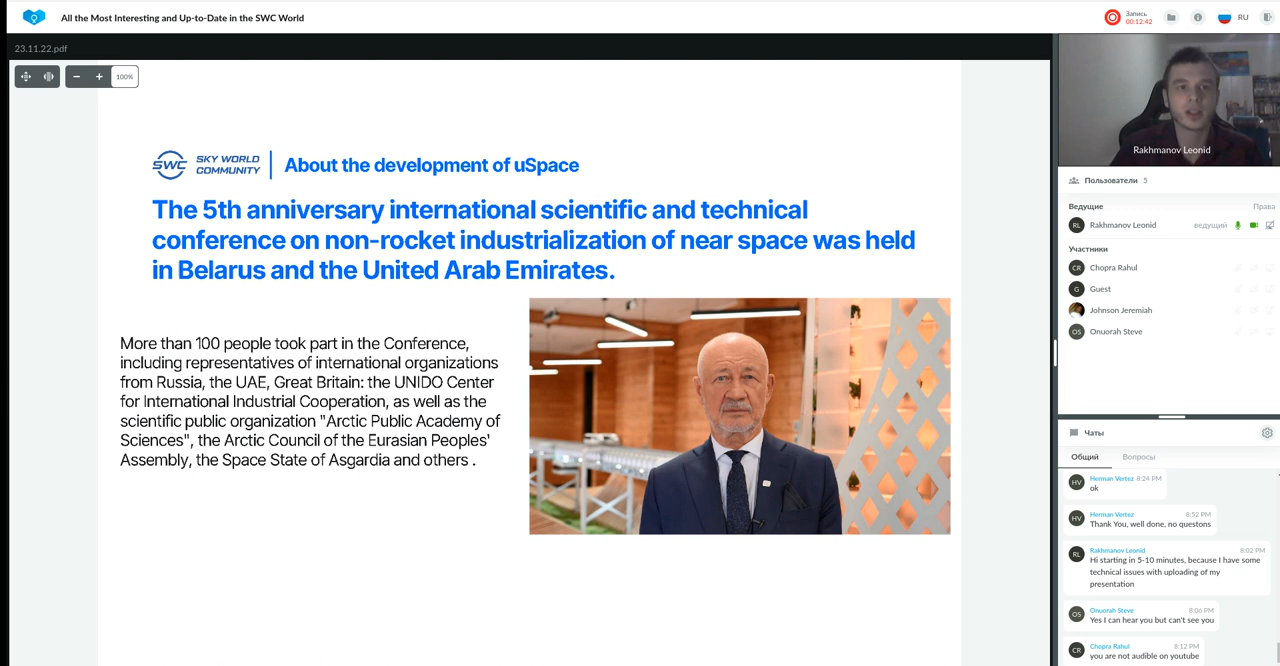 All the Most Interesting and Up-to-Date in the SWC World
Запись
00:12:42
RU
23.11.22.pdf
100%
SWC
SKY WORLD
COMMUNITY
About the development of uSpace
The 5th anniversary international scientific and technical
conference on non-rocket industrialization of near space was held
in Belarus and the United Arab Emirates.
More than 100 people took part in the Conference,
including representatives of international organizations
from Russia, the UAE, Great Britain: the UNIDO Center
for International Industrial Cooperation, as well as the
scientific public organization "Arctic Public Academy of
Sciences", the Arctic Council of the Eurasian Peoples'
Assembly, the Space State of Asgardia and others .
Rakhmanov Leonid
Пользователи 5
Ведущие Права
RL Rakhmanov Leonid ведущий
Участники
CR Chopra Rahul
G Guest
Johnson Jeremiah
OS Onuorah Steve
Чаты
Общий Вопросы
HV Herman Vertez 8:24 PM
ok
HV Herman Vertez 8:52 PM
Thank You, well done, no questons
RL Rakhmanov Leonid 8:02 PM
Hi starting in 5-10 minutes, because I have some
technical issues with uploading of my
presentation
OS Onuorah Steve 8:06 PM
Yes I can hear you but can't see you
CR Chopra Rahul 8:12 PM
you are not audible on youtube